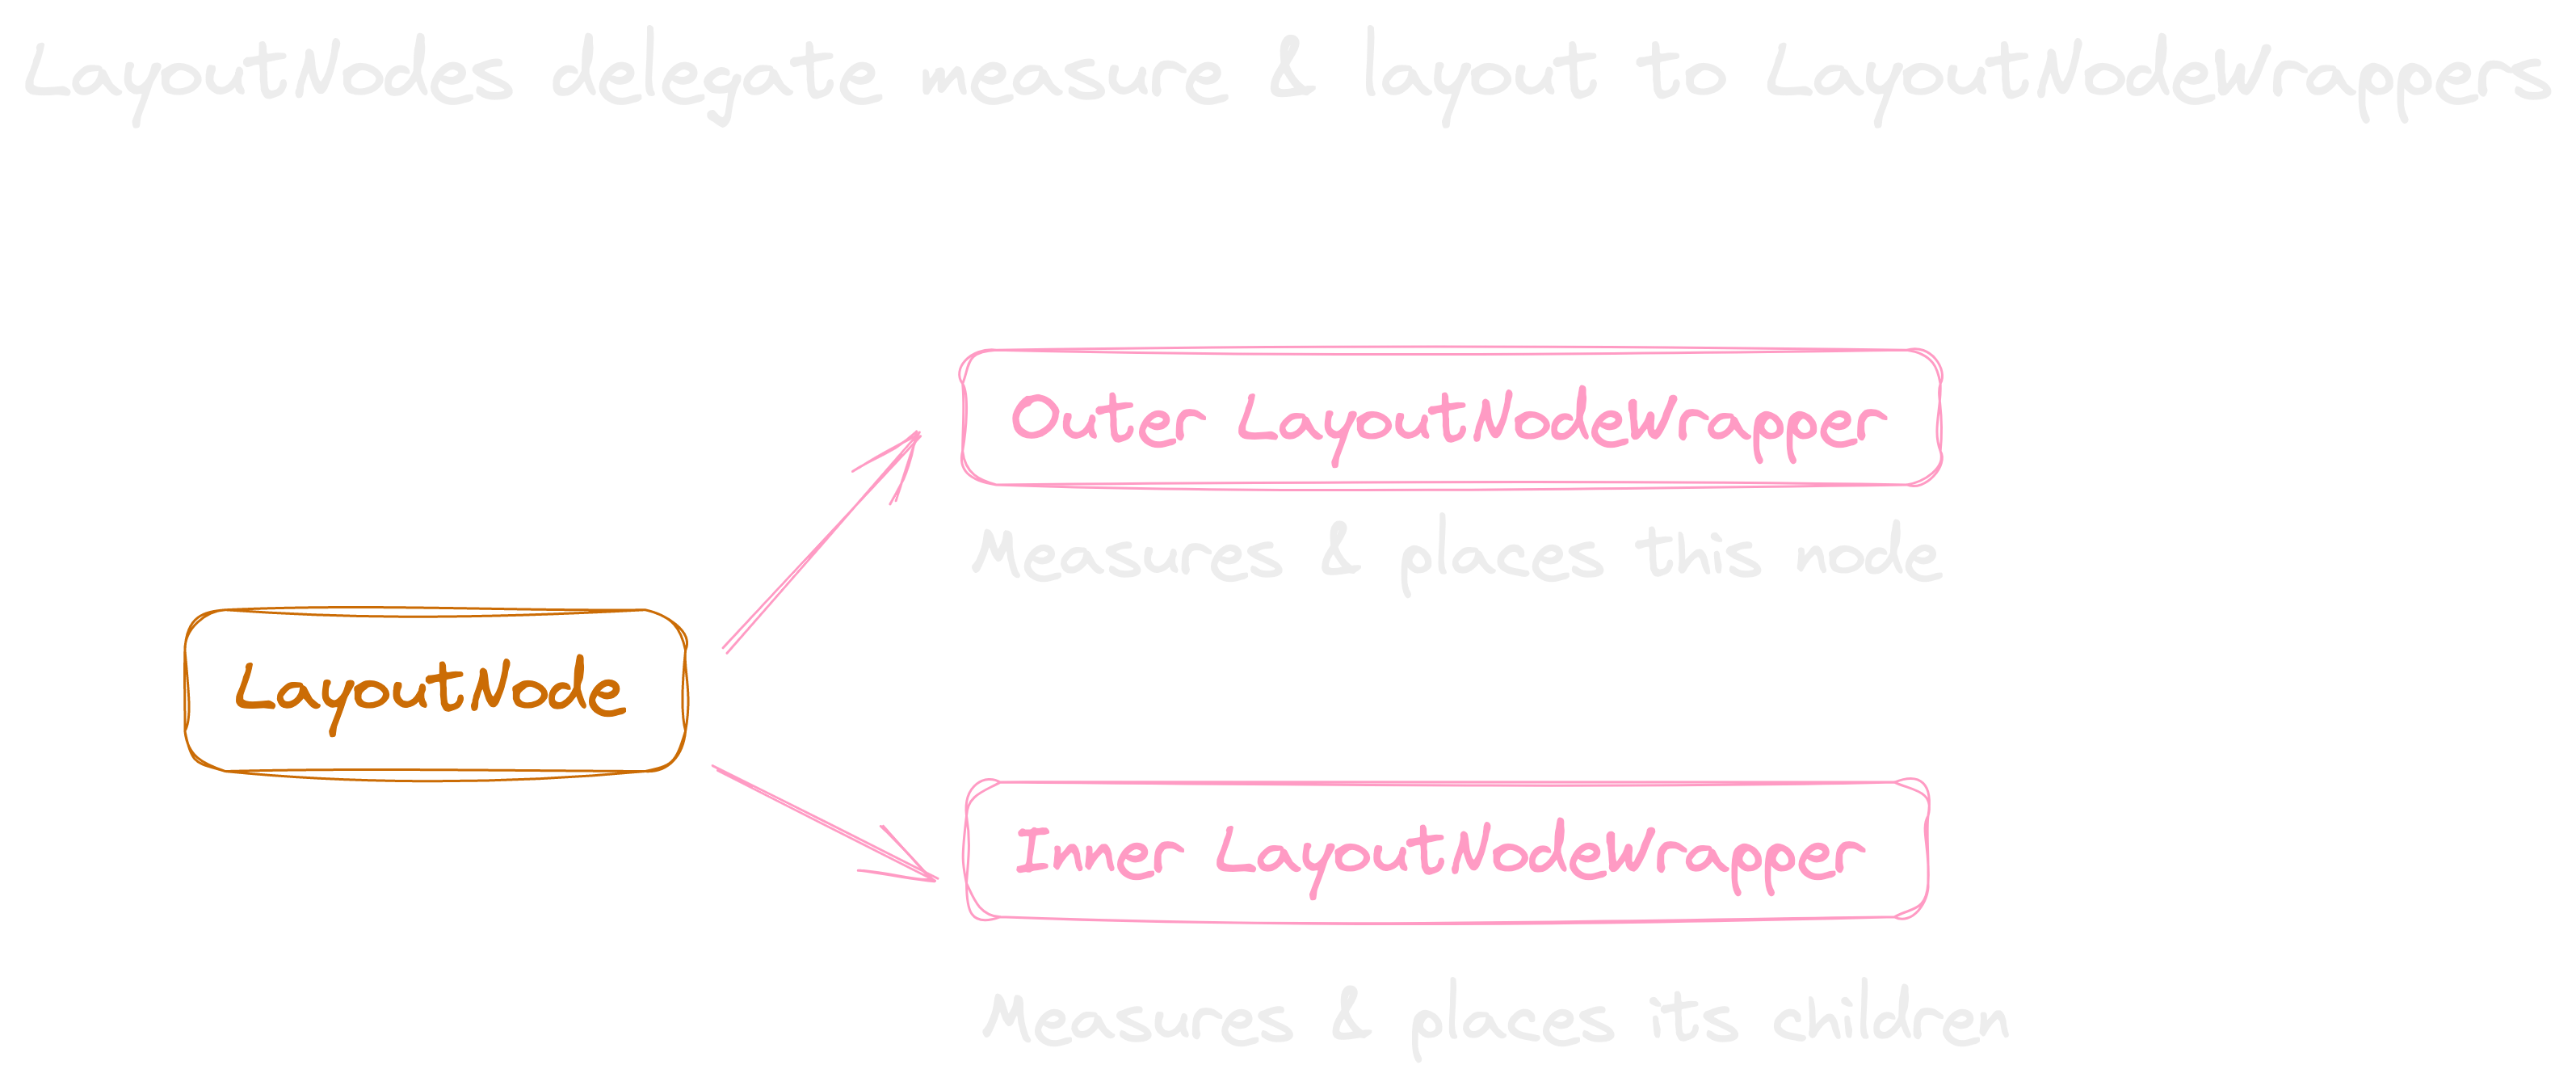 LayoutNodes delegate measure & layout to LayoutNodeWrappers
Outer LayoutNodeWrapper
Measures & places this node
LayoutNode
Inner LayoutNodeWrapper
Measures & places its children